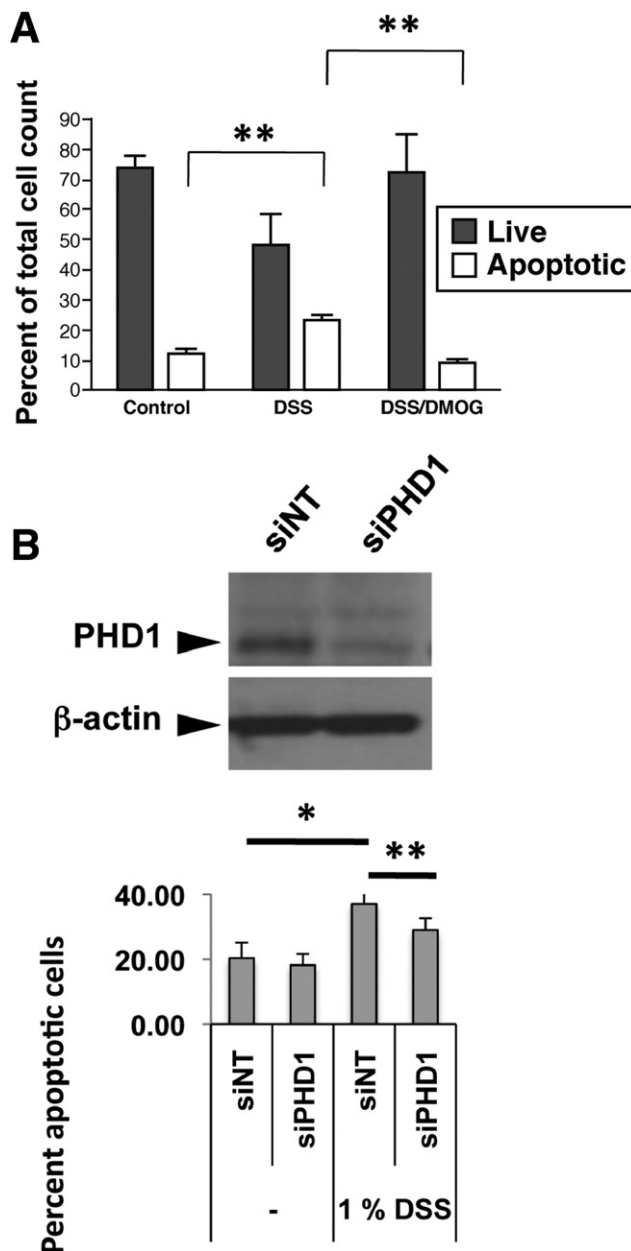 A
**
**
Percent of total cell count
90
80
70
60
50
40
30
20
10
0
Live
Apoptotic
Control DSS DSS/DMOG
B
siNT siPHD1
PHD1
β-actin
*
**
Percent apoptotic cells
40.00
20.00
0.00
siNT siPHD1 siNT siPHD1
- 1 % DSS